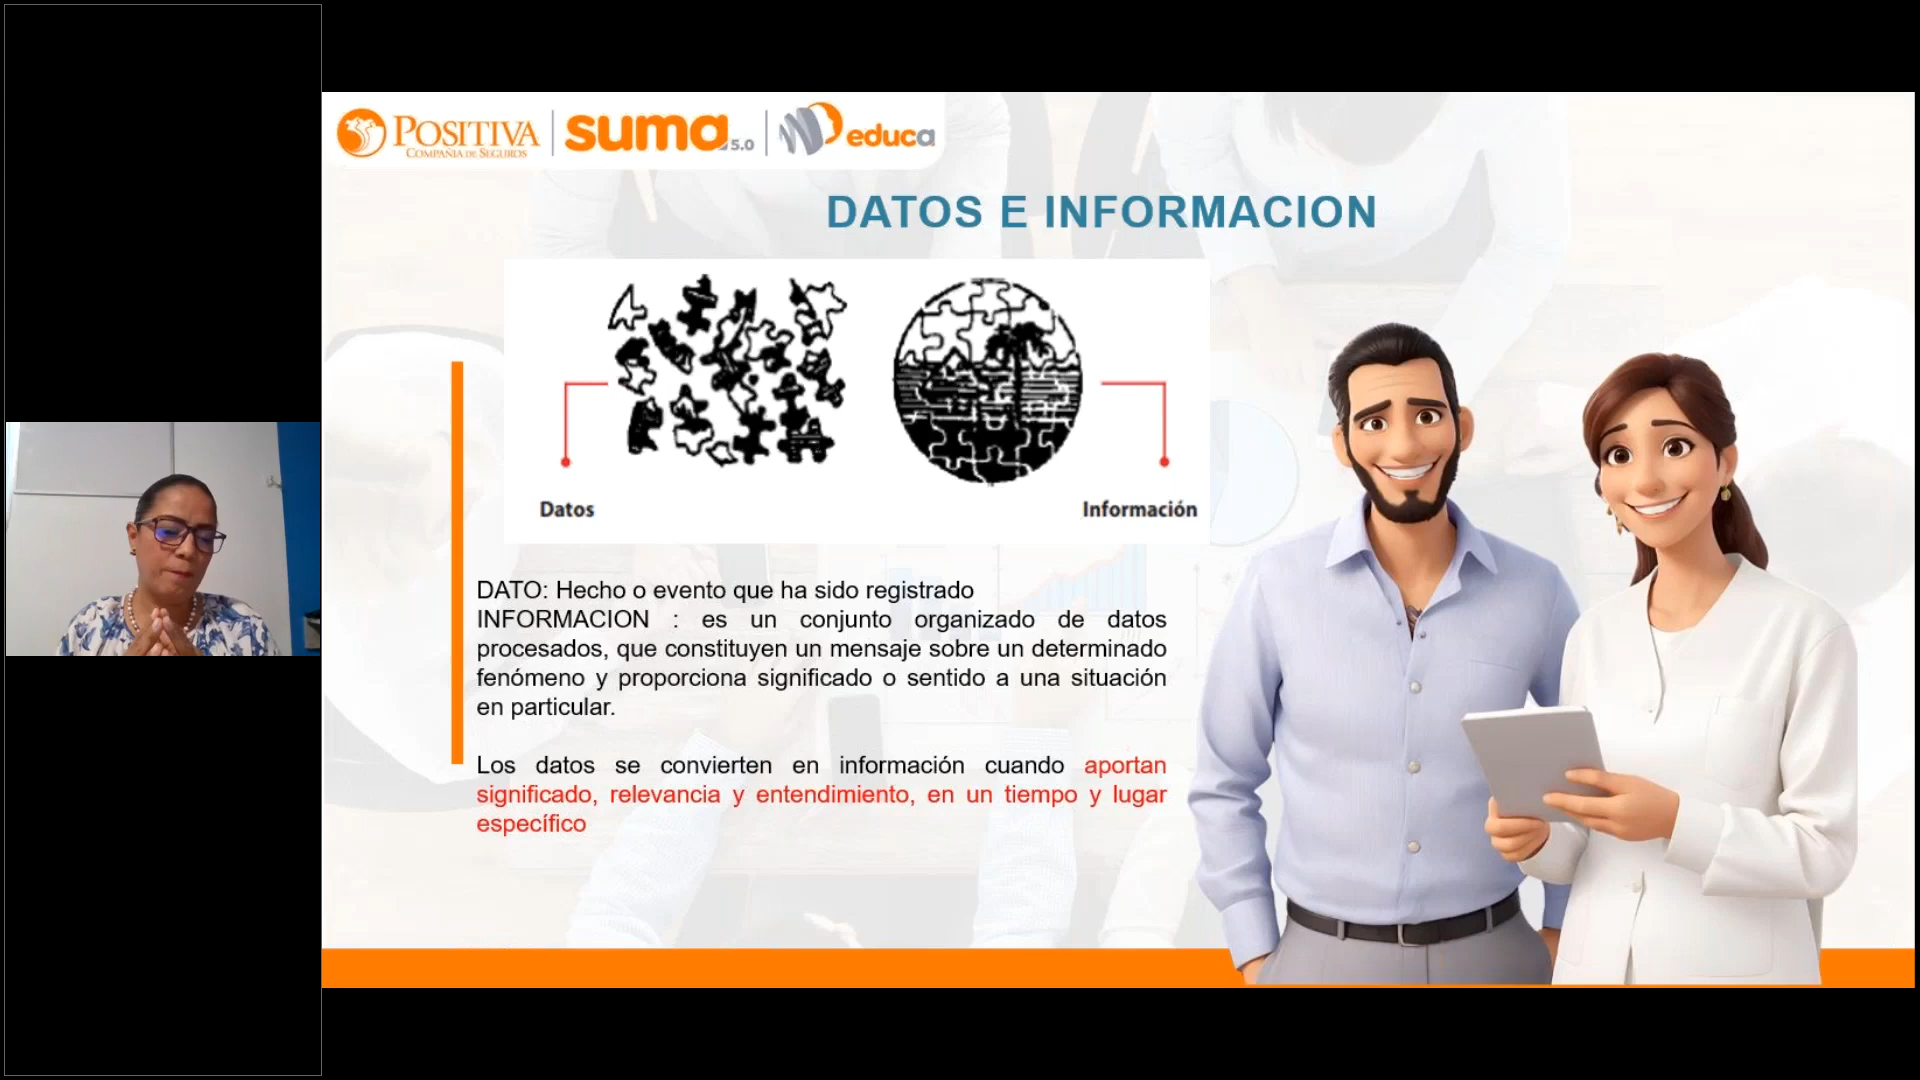 POSITIVA
COMPAÑIA DE SEGUROS
suma 5.0
educa
DATOS E INFORMACION
Datos
Información
DATO: Hecho o evento que ha sido registrado
INFORMACION : es un conjunto organizado de datos
procesados, que constituyen un mensaje sobre un determinado
fenómeno y proporciona significado o sentido a una situación
en particular.
Los datos se convierten en información cuando aportan
significado, relevancia y entendimiento, en un tiempo y lugar
específico